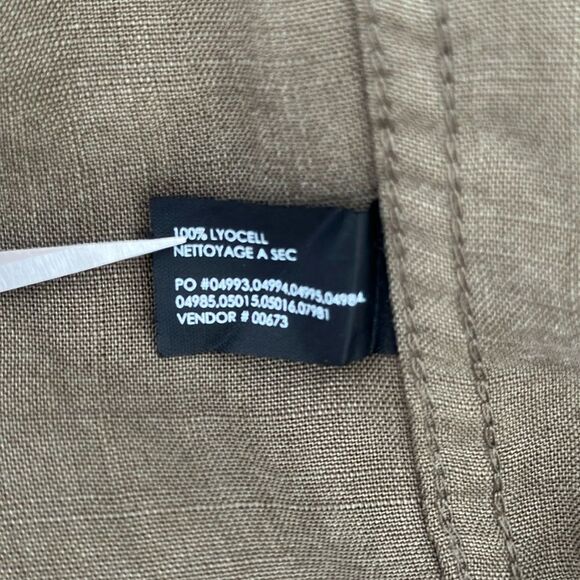 100% LYOCELL
NETTOYAGE A SEC
PO #04993,04994,04995,04984,
04985,05015,05016,07981
VENDOR # 00673